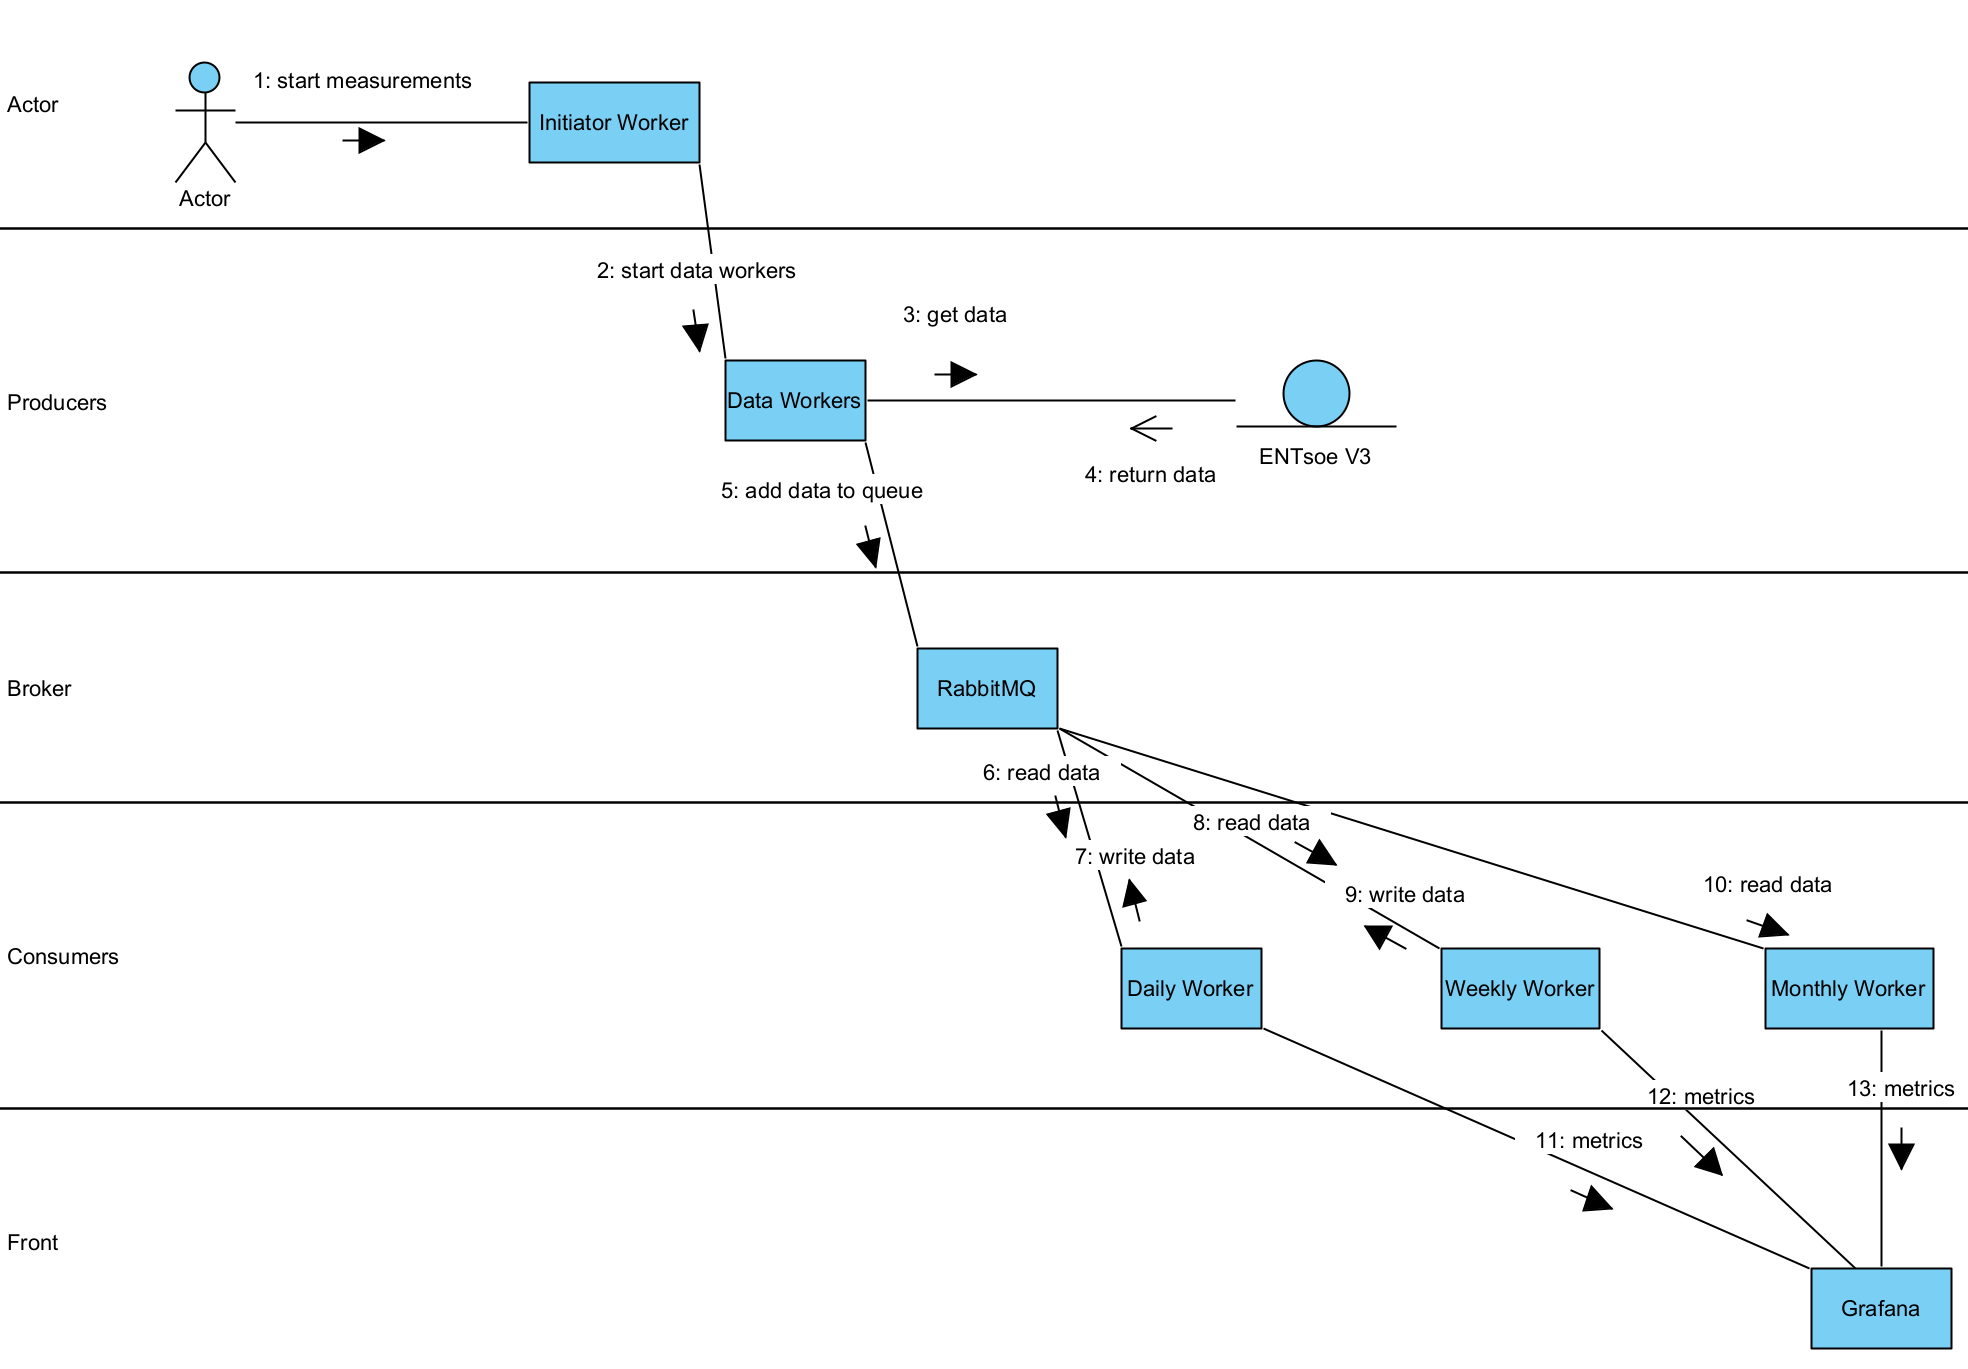 1: start measurements
Actor
Initiator Worker
Actor
2: start data workers
3: get data
Producers
Data Workers
ENTsoe V3
4: return data
5: add data to queue
Broker
RabbitMQ
6: read data
8: read data
7: write data
10: read data
9: write data
Consumers
Daily Worker
Weekly Worker
Monthly Worker
13: metrics
12: metrics
11: metrics
Front
Grafana